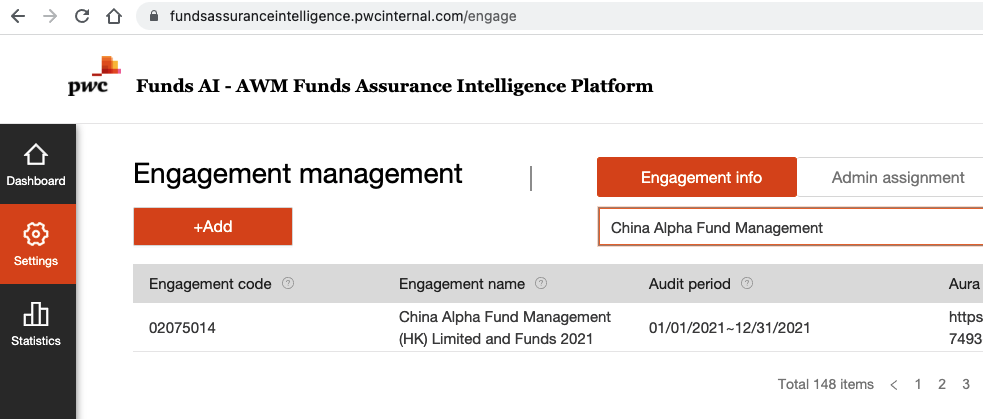 fundsassuranceintelligence.pwcinternal.com/engage
pwc
Funds AI - AWM Funds Assurance Intelligence Platform
Dashboard
Settings
Statistics
Engagement management
|
Engagement info
Admin assignment
+Add
China Alpha Fund Management
Engagement code ?
Engagement name ?
Audit period ?
Aura
02075014
China Alpha Fund Management
(HK) Limited and Funds 2021
01/01/2021~12/31/2021
https
7493
Total 148 items < 1 2 3